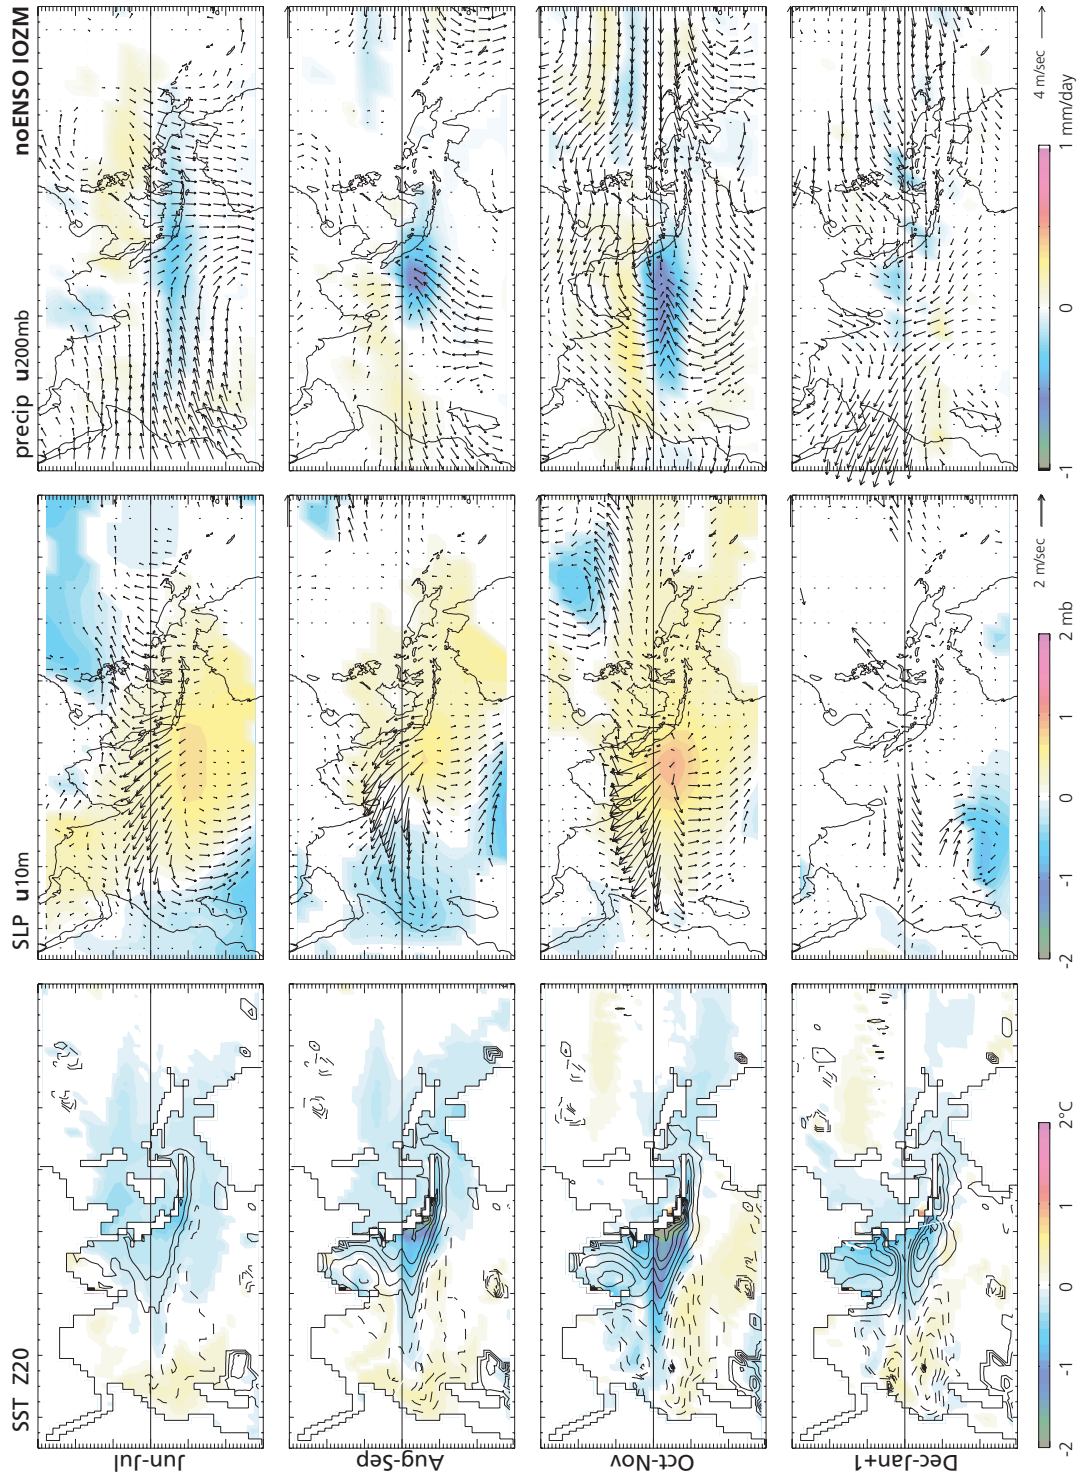 SST Z20
SLP u10m
precip u200mb
noENSO IOZM
Jun-Jul
Aug-Sep
Oct-Nov
Dec-Jan+1
-2 -1 0 1 2°C
-2 -1 0 1 2 mb
2 m/sec
-1 0 1 mm/day
4 m/sec